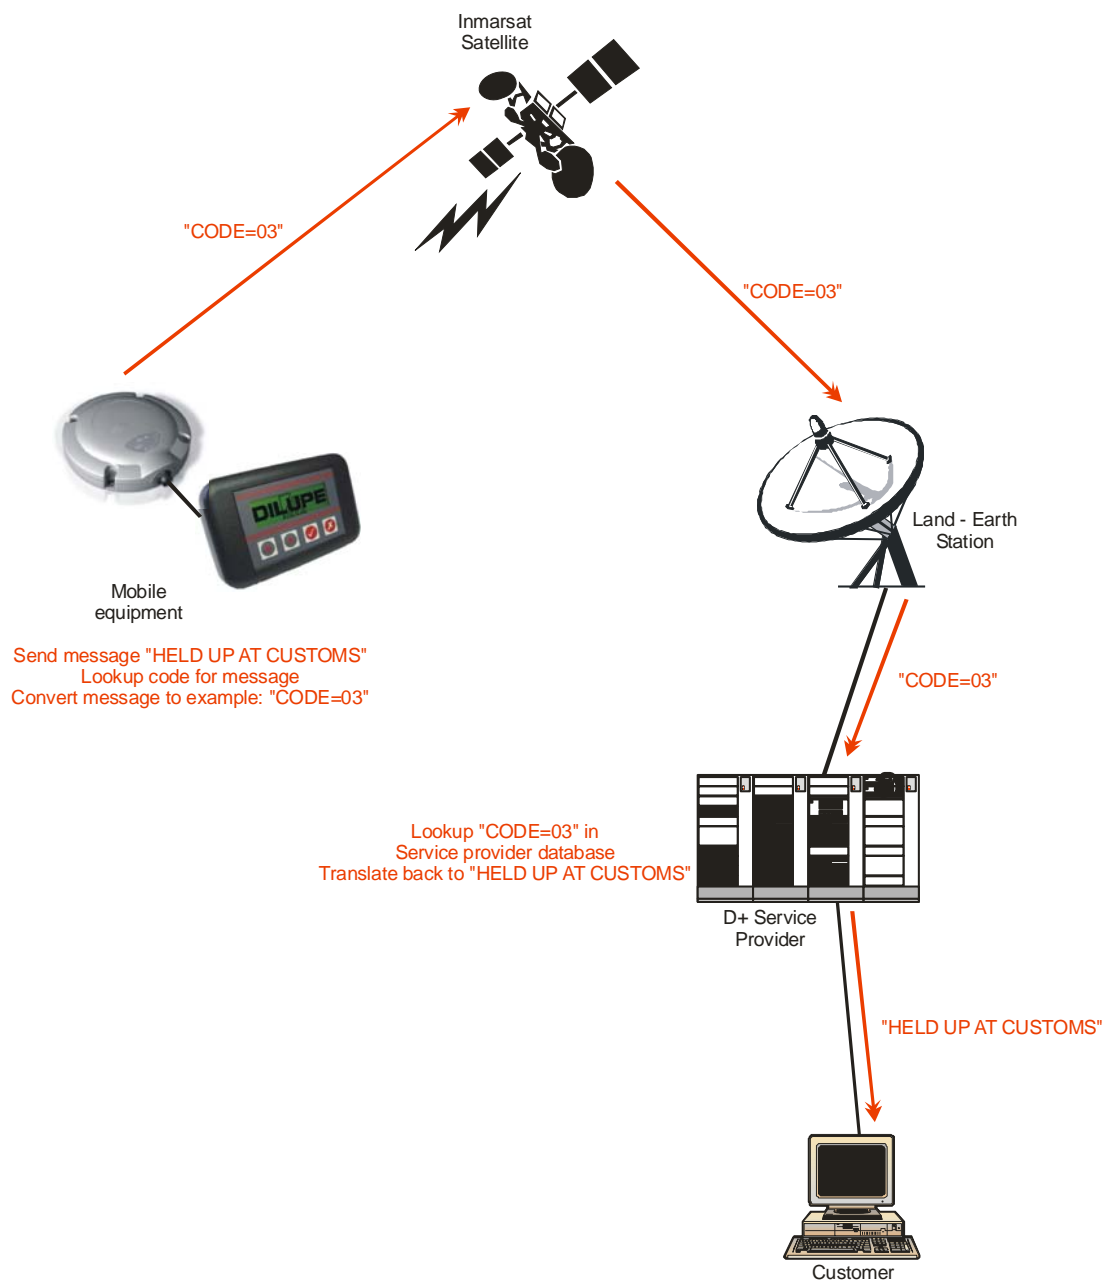 Inmarsat
Satellite
"CODE=03"
"CODE=03"
DILUPE
Mobile
equipment
Send message "HELD UP AT CUSTOMS"
Lookup code for message
Convert message to example: "CODE=03"
Land - Earth
Station
"CODE=03"
Lookup "CODE=03" in
Service provider database
Translate back to "HELD UP AT CUSTOMS"
D+ Service
Provider
"HELD UP AT CUSTOMS"
Customer